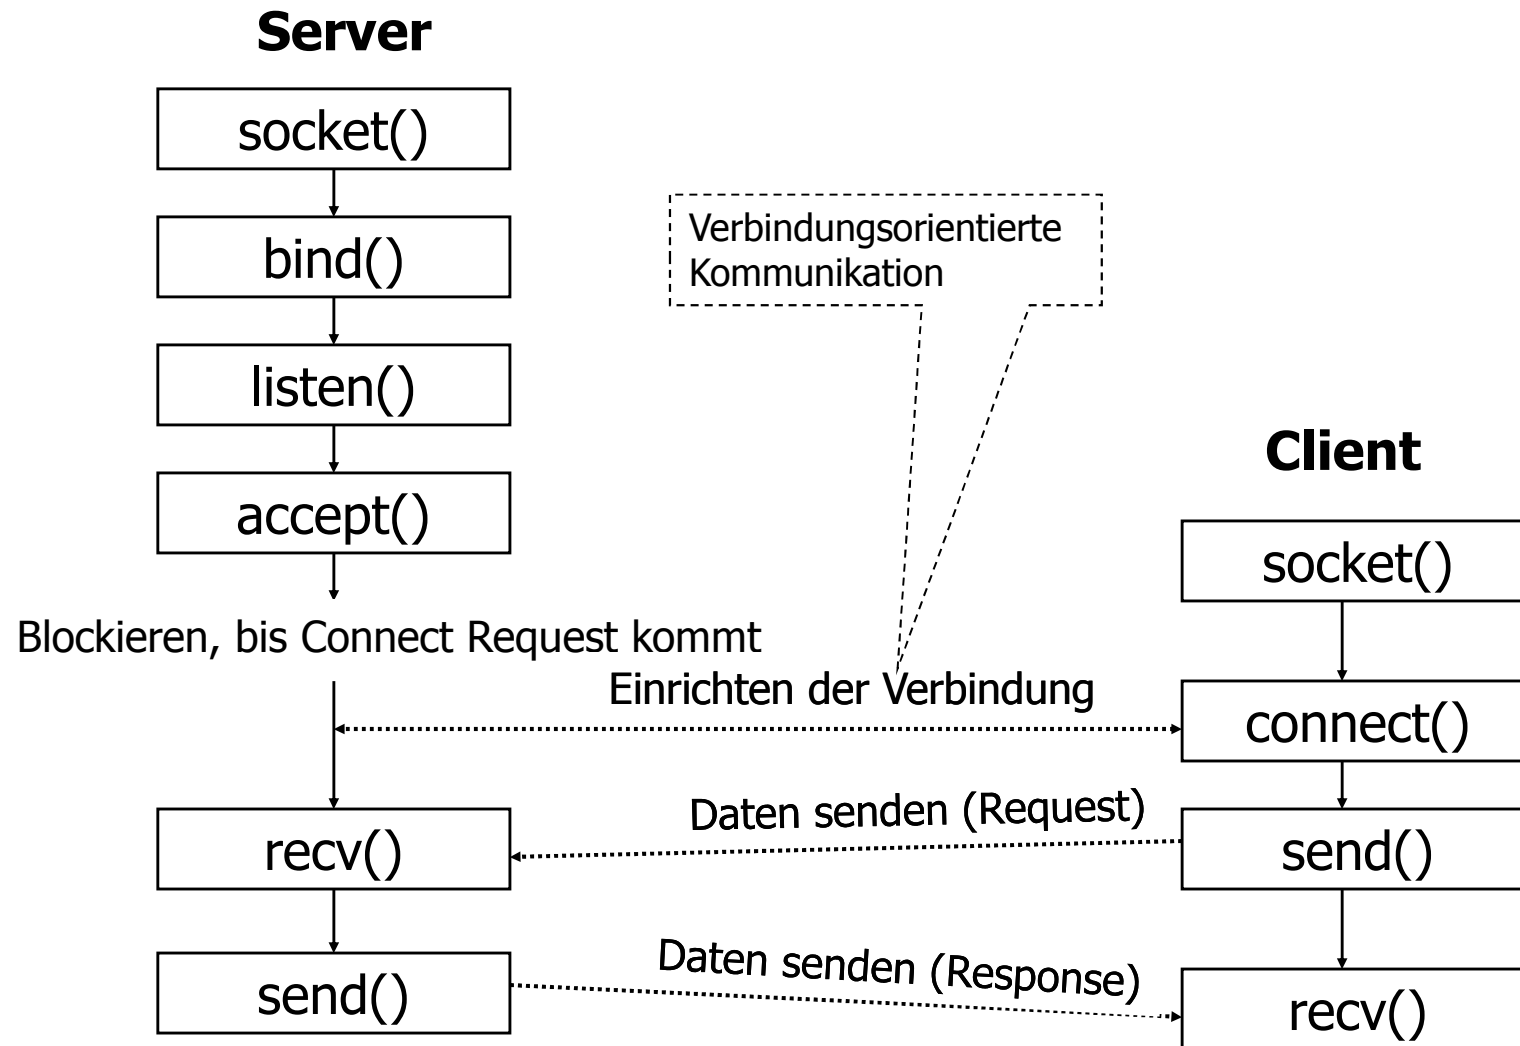 Server
socket()
bind()
Verbindungsorientierte
Kommunikation
listen()
accept()
Client
socket()
Blockieren, bis Connect Request kommt
Einrichten der Verbindung
connect()
Daten senden (Request)
recv()
send()
Daten senden (Response)
send()
recv()